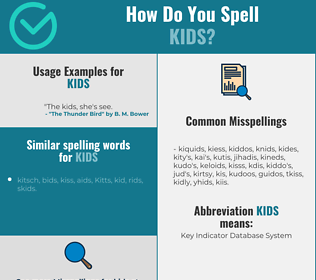 How Do You Spell
KIDS?
Usage Examples for
KIDS
"The kids, she's see.
- "The Thunder Bird" by B. M. Bower
Similar spelling words
for KIDS
kitsch, bids, kiss, aids, Kitts, kid, rids,
skids.
Common Misspellings
- kiquids, kiess, kiddos, knids, kides,
kity's, kai's, kutis, jihadis, kineds,
kudo's, keloids, kisss, kdis, kiddo's,
jud's, kirtsy, kis, kudoos, guidos, tkiss,
kidly, yhids, kiis.
Abbreviation KIDS
means:
Key Indicator Database System